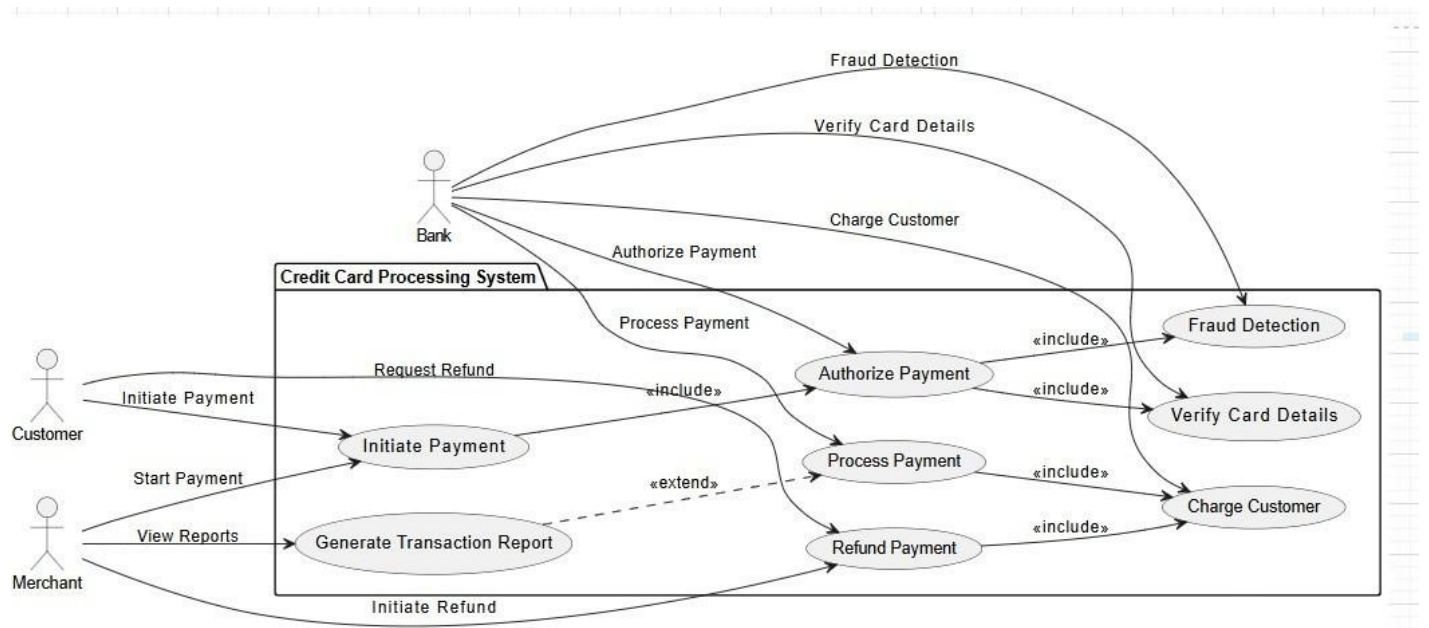 Fraud Detection
Verify Card Details
Bank
Charge Customer
Authorize Payment
Credit Card Processing System
Process Payment
Fraud Detection
«include»
Request Refund
Authorize Payment
«include»
«include»
Initiate Payment
Verify Card Details
Customer
Initiate Payment
Process Payment
«include»
Start Payment
«extend»
Charge Customer
View Reports
Generate Transaction Report
Refund Payment
«include»
Merchant
Initiate Refund